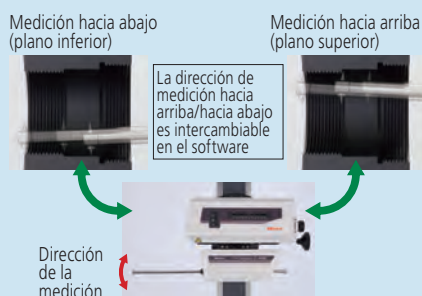 Medición hacia abajo
(plano inferior)
Medición hacia arriba
(plano superior)
La dirección de
medición hacia
arriba/hacia abajo
es intercambiable
en el software
Dirección
de la
medición